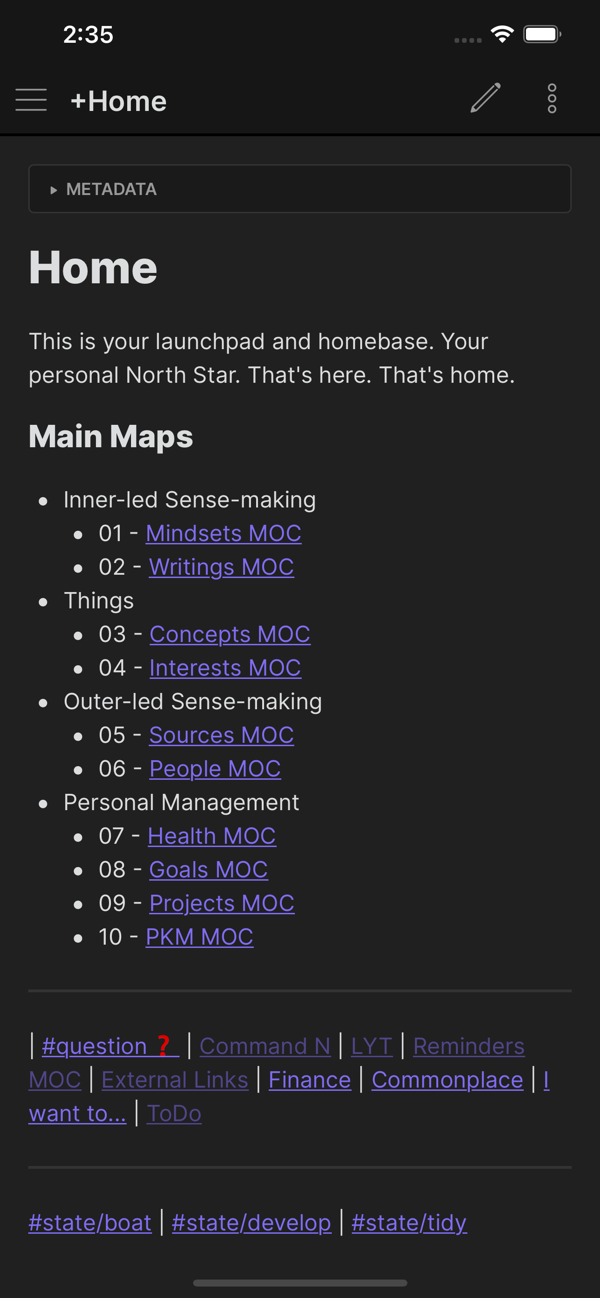 2:35
+Home
METADATA
Home
This is your launchpad and homebase. Your
personal North Star. That's here. That's home.
Main Maps
Inner-led Sense-making
01 - Mindsets MOC
02 - Writings MOC
Things
03 - Concepts MOC
04 - Interests MOC
Outer-led Sense-making
05 - Sources MOC
06 - People MOC
Personal Management
07 - Health MOC
08 - Goals MOC
09 - Projects MOC
10 - PKM MOC
| #question ❓ | Command N | LYT | Reminders
MOC | External Links | Finance | Commonplace | I
want to... | ToDo
#state/boat | #state/develop | #state/tidy